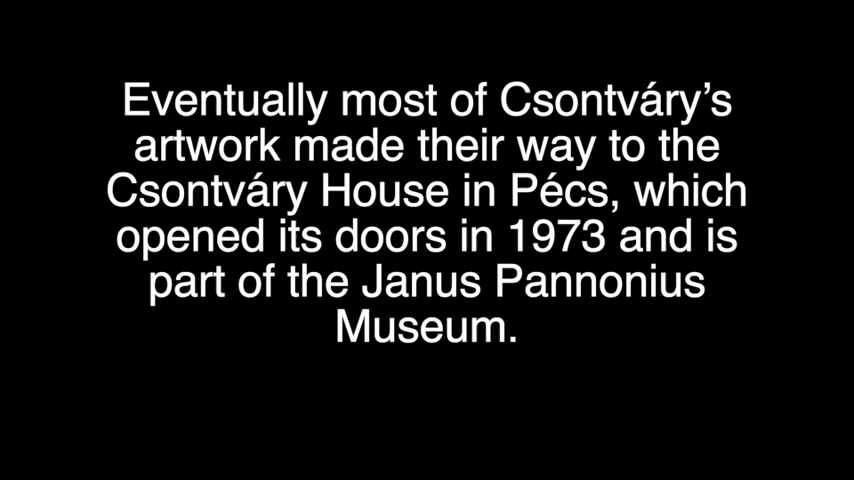 Eventually most of Csontváry’s
artwork made their way to the
Csontváry House in Pécs, which
opened its doors in 1973 and is
part of the Janus Pannonius
Museum.